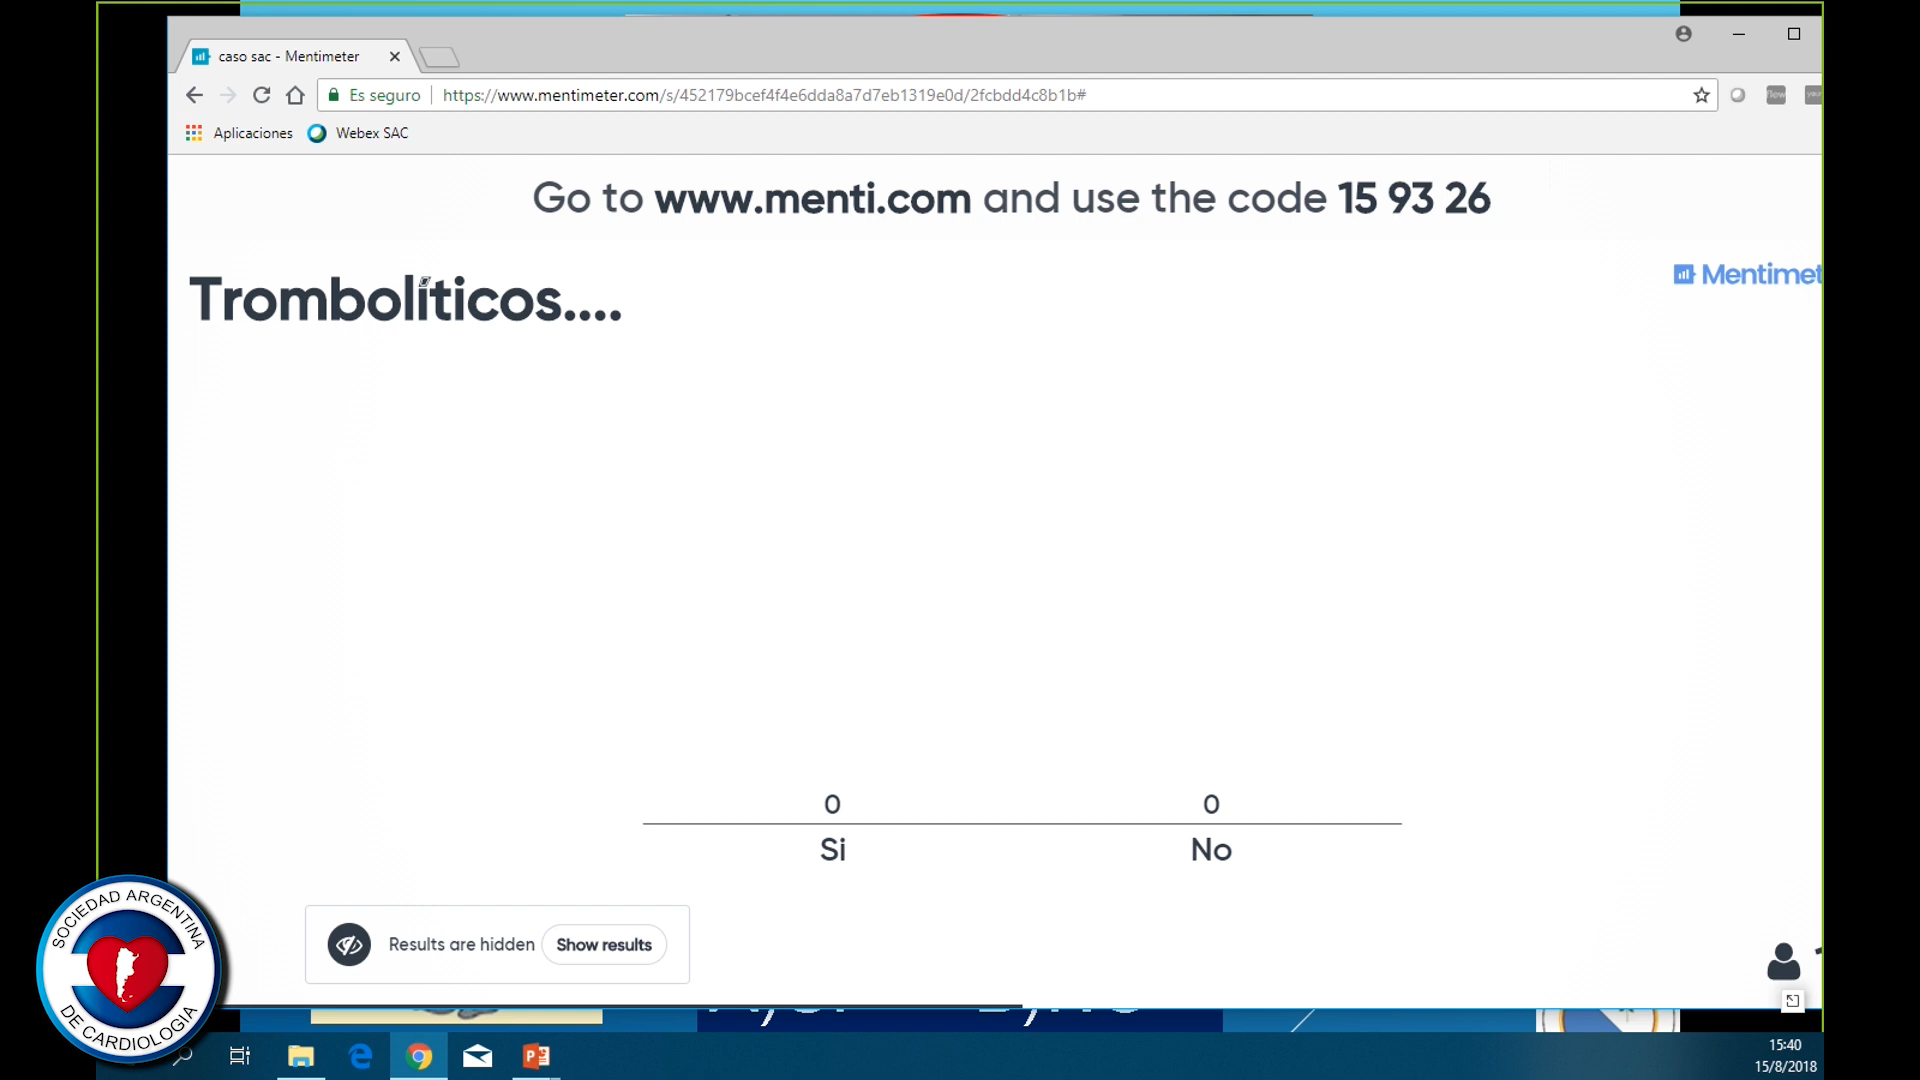 caso sac - Mentimeter
Es seguro
https://www.mentimeter.com/s/452179bcef4f4e6dda8a7d7eb1319e0d/2fcbdd4c8b1b#
Aplicaciones
Webex SAC
Go to www.menti.com and use the code 15 93 26
Trombolíticos....
Mentimet
0
0
Si
No
Results are hidden
Show results
SOCIEDAD ARGENTINA
DE CARDIOLOGIA
15:40
15/8/2018